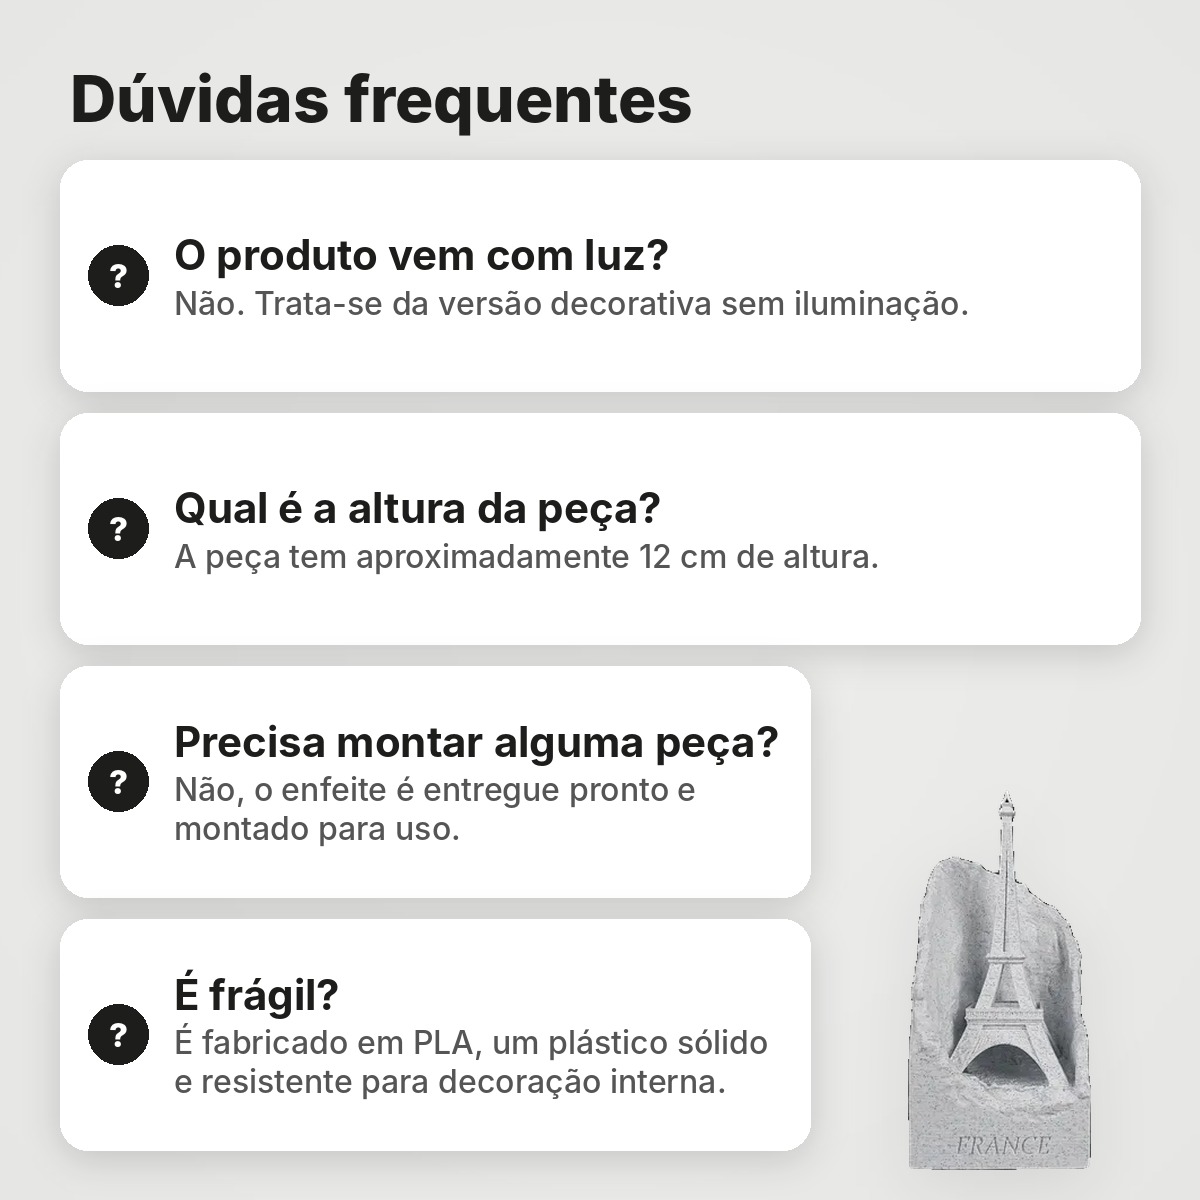 Dúvidas frequentes
?
O produto vem com luz?
Não. Trata-se da versão decorativa sem iluminação.
?
Qual é a altura da peça?
A peça tem aproximadamente 12 cm de altura.
?
Precisa montar alguma peça?
Não, o enfeite é entregue pronto e
montado para uso.
?
É frágil?
É fabricado em PLA, um plástico sólido
e resistente para decoração interna.
FRANCE